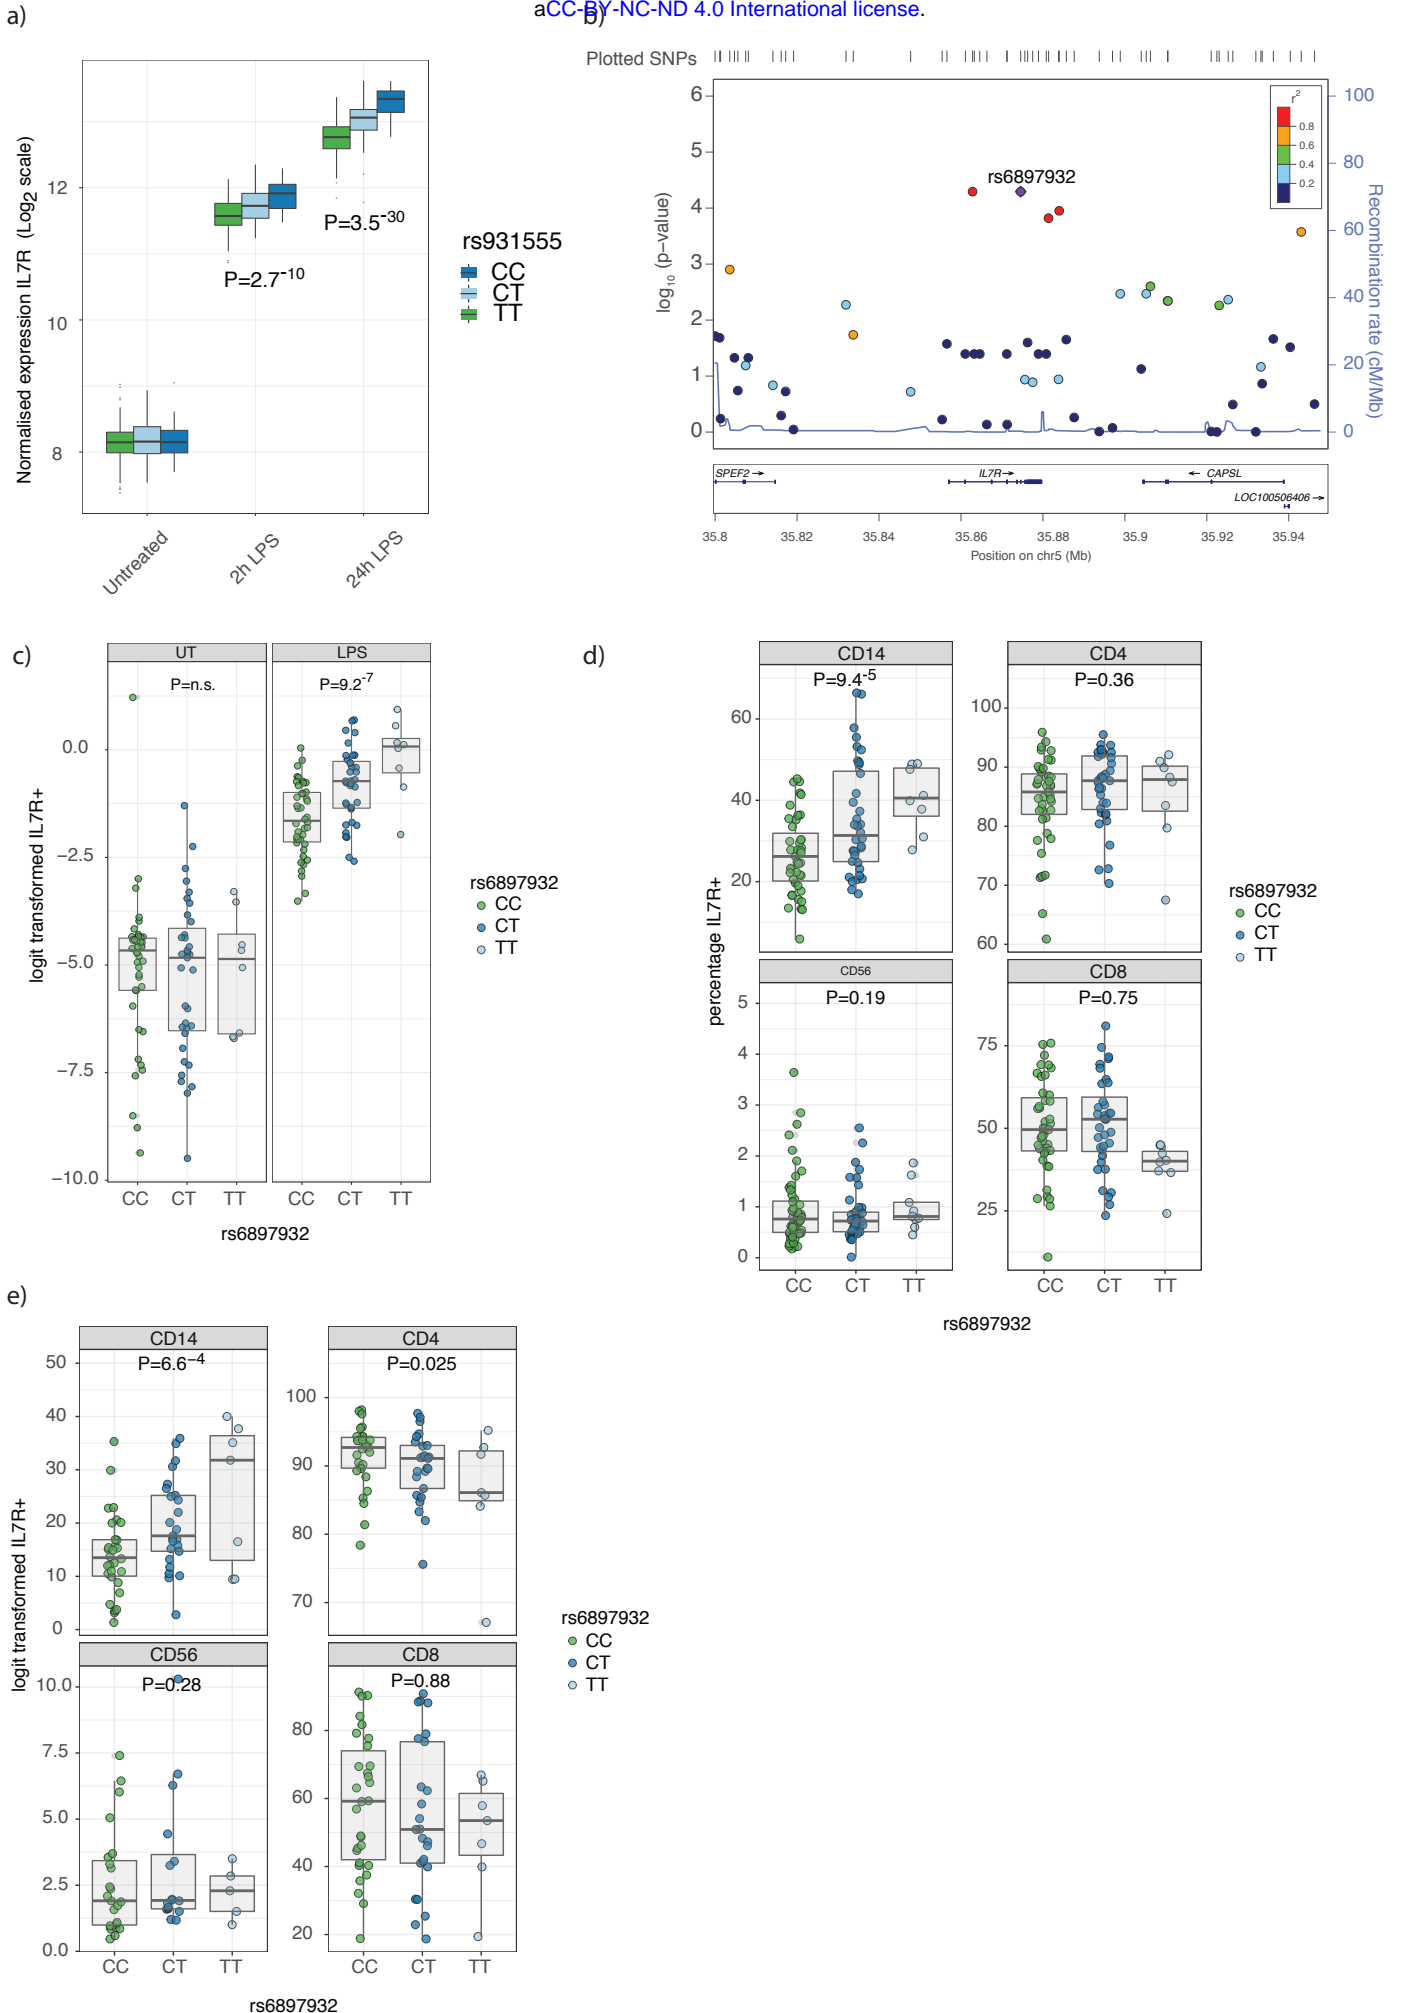 aCC-BY-NC-ND 4.0 International license.
a)
Normalised expression IL7R (Log2 scale)
12
10
8
P=2.7-10
P=3.5-30
Untreated
2h LPS
24h LPS
rs931555
CC
CT
TT
b)
Plotted SNPs
log10 (p−value)
6
5
4
3
2
1
0
rs6897932
r2
0.8
0.6
0.4
0.2
100
80
60
40
20
0
Recombination rate (cM/Mb)
SPEF2
IL7R
CAPSL
LOC100506406
35.8 35.82 35.84 35.86 35.88 35.9 35.92 35.94
Position on chr5 (Mb)
c)
UT
LPS
P=n.s.
P=9.2-7
logit transformed IL7R+
0.0
−2.5
−5.0
−7.5
−10.0
CC CT TT CC CT TT
rs6897932
rs6897932
CC
CT
TT
d)
CD14
P=9.4-5
60
40
20
CD4
P=0.36
100
90
80
70
60
percentage IL7R+
CD56
P=0.19
5
4
3
2
1
0
CD8
P=0.75
75
50
25
CC CT TT CC CT TT
rs6897932
rs6897932
CC
CT
TT
e)
CD14
P=6.6−4
50
40
30
20
10
0
CD4
P=0.025
100
90
80
70
logit transformed IL7R+
CD56
P=0.28
10.0
7.5
5.0
2.5
0.0
CD8
P=0.88
80
60
40
20
CC CT TT CC CT TT
rs6897932
rs6897932
CC
CT
TT